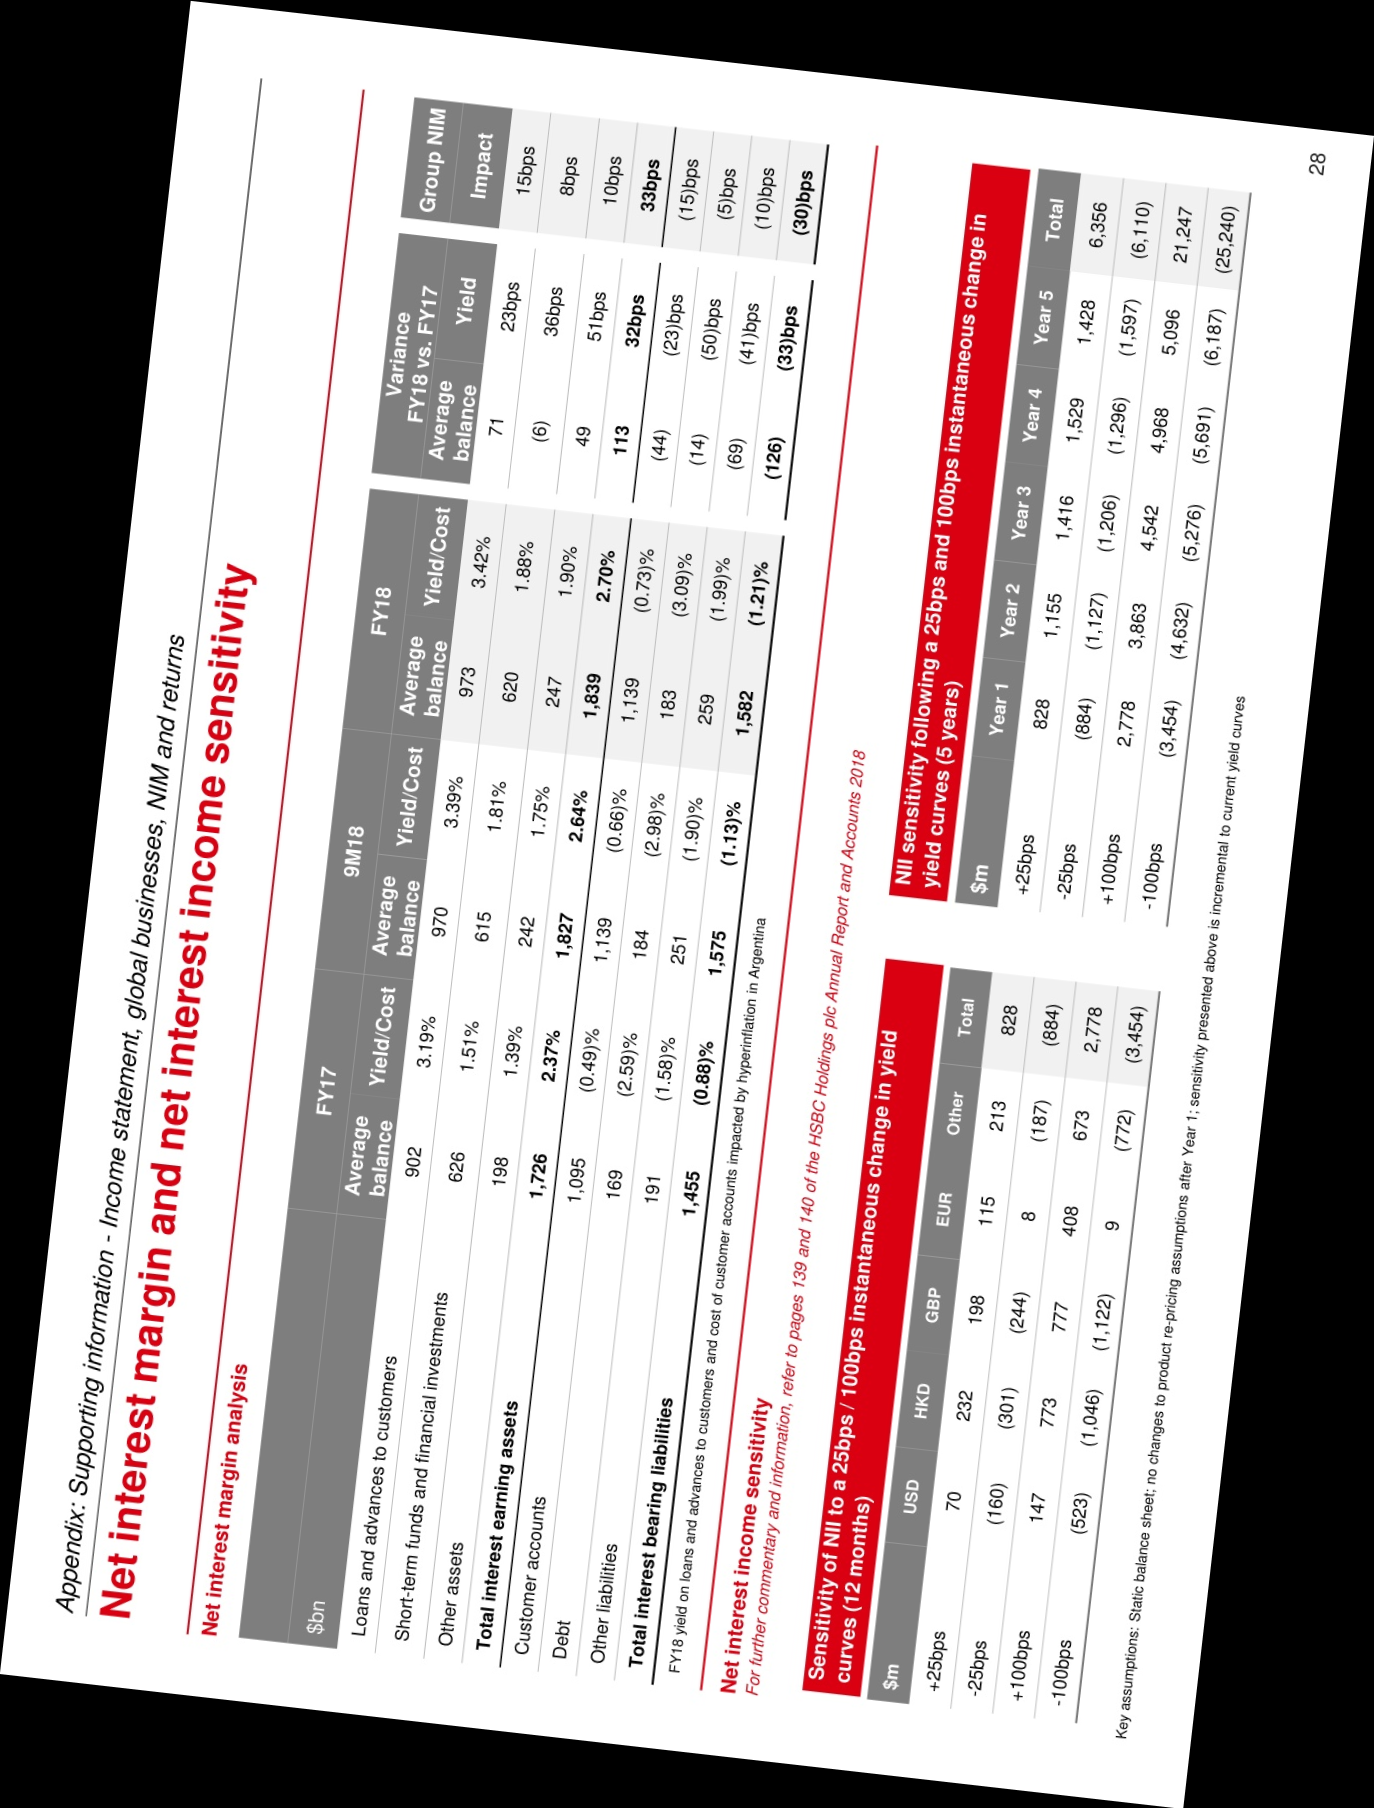 Appendix: Supporting information - Income statement, global businesses, NIM and returns
Net interest margin and net interest income sensitivity
Net interest margin analysis
FY17 9M18 FY18 Variance FY18 vs. FY17 Group NIM
$bn Average balance Yield/Cost Average balance Yield/Cost Average balance Yield/Cost Average balance Yield Impact
Loans and advances to customers 902 3.19% 970 3.39% 973 3.42% 71 23bps 15bps
Short-term funds and financial investments 626 1.51% 615 1.81% 620 1.88% (6) 36bps 8bps
Other assets 198 1.39% 242 1.75% 247 1.90% 49 51bps 10bps
Total interest earning assets 1,726 2.37% 1,827 2.64% 1,839 2.70% 113 32bps 33bps
Customer accounts 1,095 (0.49)% 1,139 (0.66)% 1,139 (0.73)% (44) (23)bps (15)bps
Debt 169 (2.59)% 184 (2.98)% 183 (3.09)% (14) (50)bps (5)bps
Other liabilities 191 (1.58)% 251 (1.90)% 259 (1.99)% (69) (41)bps (10)bps
Total interest bearing liabilities 1,455 (0.88)% 1,575 (1.13)% 1,582 (1.21)% (126) (33)bps (30)bps
FY18 yield on loans and advances to customers and cost of customer accounts impacted by hyperinflation in Argentina
Net interest income sensitivity
For further commentary and information, refer to pages 139 and 140 of the HSBC Holdings plc Annual Report and Accounts 2018
Sensitivity of NII to a 25bps / 100bps instantaneous change in yield
curves (12 months)
$m USD HKD GBP EUR Other Total
+25bps 70 232 198 115 213 828
-25bps (160) (301) (244) 8 (187) (884)
+100bps 147 773 777 408 673 2,778
-100bps (523) (1,046) (1,122) 9 (772) (3,454)
NII sensitivity following a 25bps and 100bps instantaneous change in
yield curves (5 years)
$m Year 1 Year 2 Year 3 Year 4 Year 5 Total
+25bps 828 1,155 1,416 1,529 1,428 6,356
-25bps (884) (1,127) (1,206) (1,296) (1,597) (6,110)
+100bps 2,778 3,863 4,542 4,968 5,096 21,247
-100bps (3,454) (4,632) (5,276) (5,691) (6,187) (25,240)
Key assumptions: Static balance sheet; no changes to product re-pricing assumptions after Year 1; sensitivity presented above is incremental to current yield curves
28